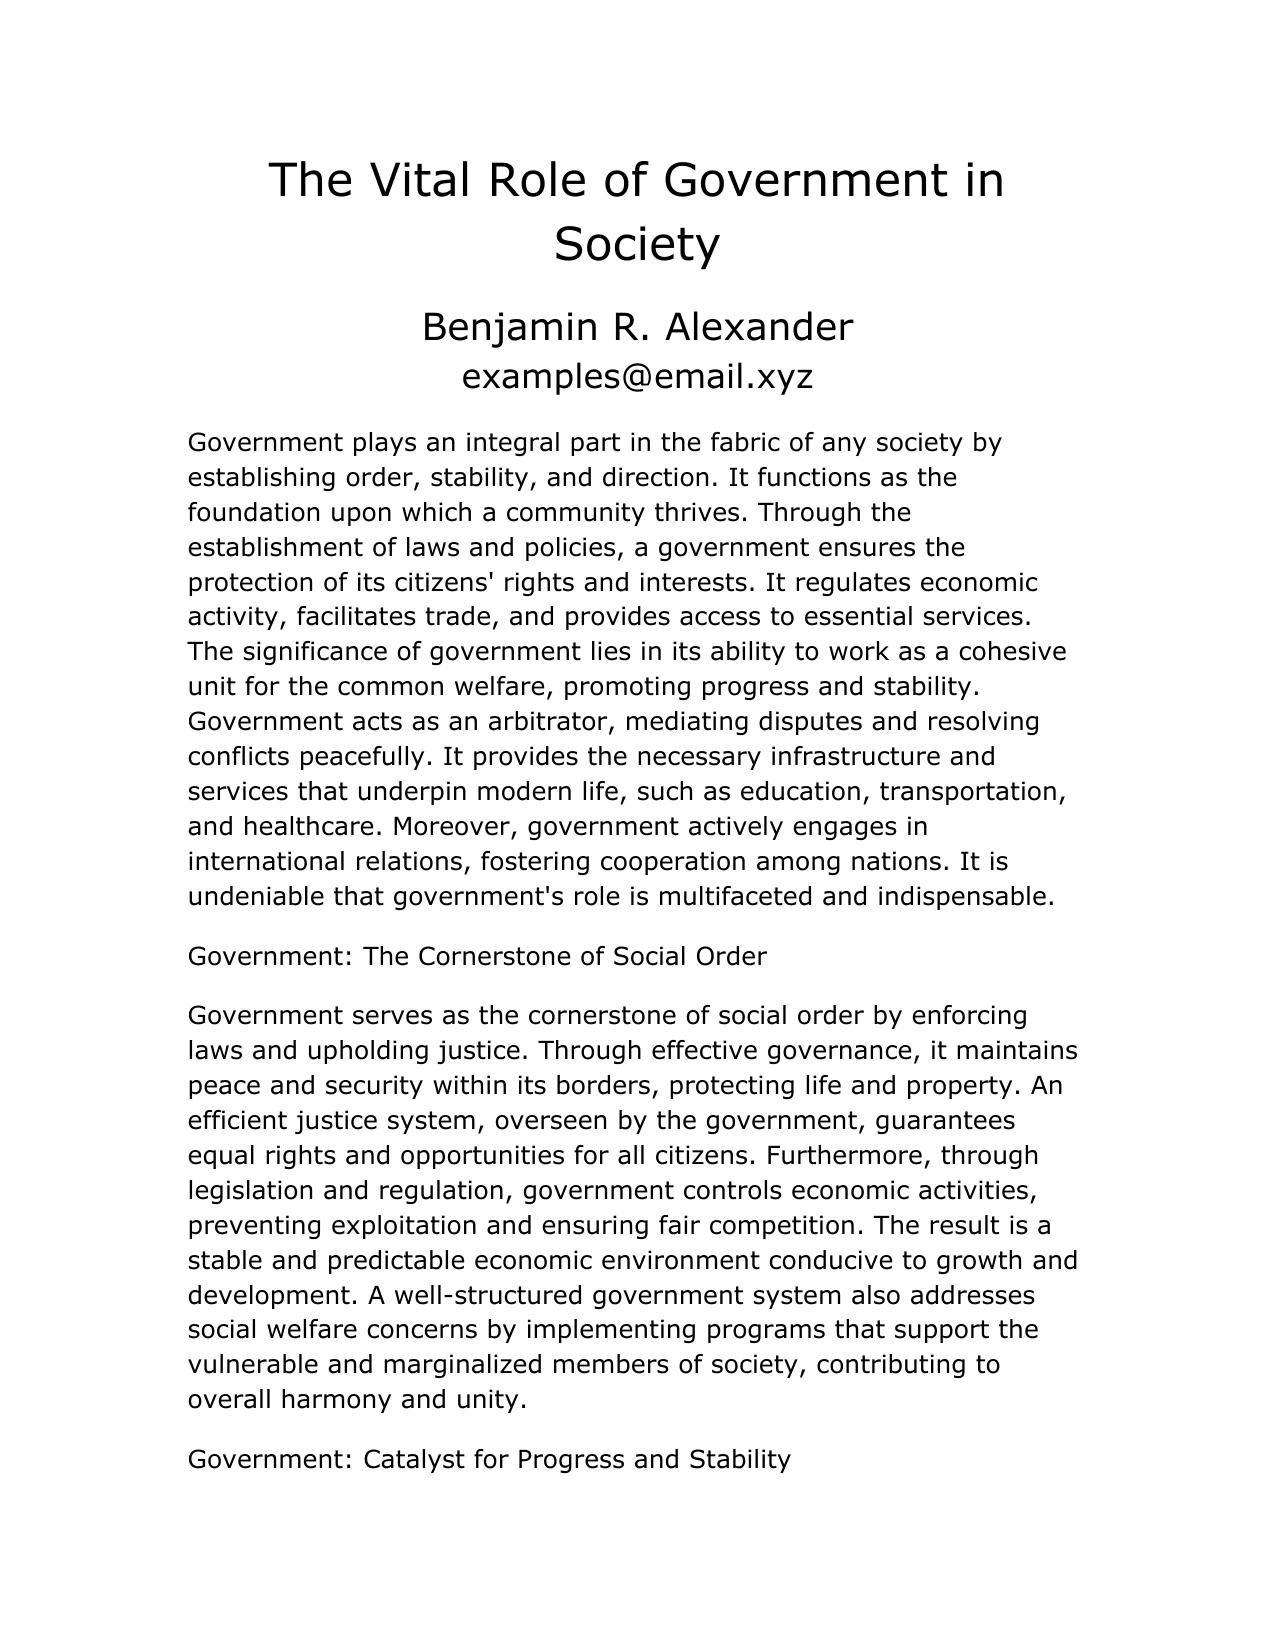 The Vital Role of Government in
Society
Benjamin R. Alexander
examples@email.xyz
Government plays an integral part in the fabric of any society by
establishing order, stability, and direction. It functions as the
foundation upon which a community thrives. Through the
establishment of laws and policies, a government ensures the
protection of its citizens' rights and interests. It regulates economic
activity, facilitates trade, and provides access to essential services.
The significance of government lies in its ability to work as a cohesive
unit for the common welfare, promoting progress and stability.
Government acts as an arbitrator, mediating disputes and resolving
conflicts peacefully. It provides the necessary infrastructure and
services that underpin modern life, such as education, transportation,
and healthcare. Moreover, government actively engages in
international relations, fostering cooperation among nations. It is
undeniable that government's role is multifaceted and indispensable.
Government: The Cornerstone of Social Order
Government serves as the cornerstone of social order by enforcing
laws and upholding justice. Through effective governance, it maintains
peace and security within its borders, protecting life and property. An
efficient justice system, overseen by the government, guarantees
equal rights and opportunities for all citizens. Furthermore, through
legislation and regulation, government controls economic activities,
preventing exploitation and ensuring fair competition. The result is a
stable and predictable economic environment conducive to growth and
development. A well-structured government system also addresses
social welfare concerns by implementing programs that support the
vulnerable and marginalized members of society, contributing to
overall harmony and unity.
Government: Catalyst for Progress and Stability